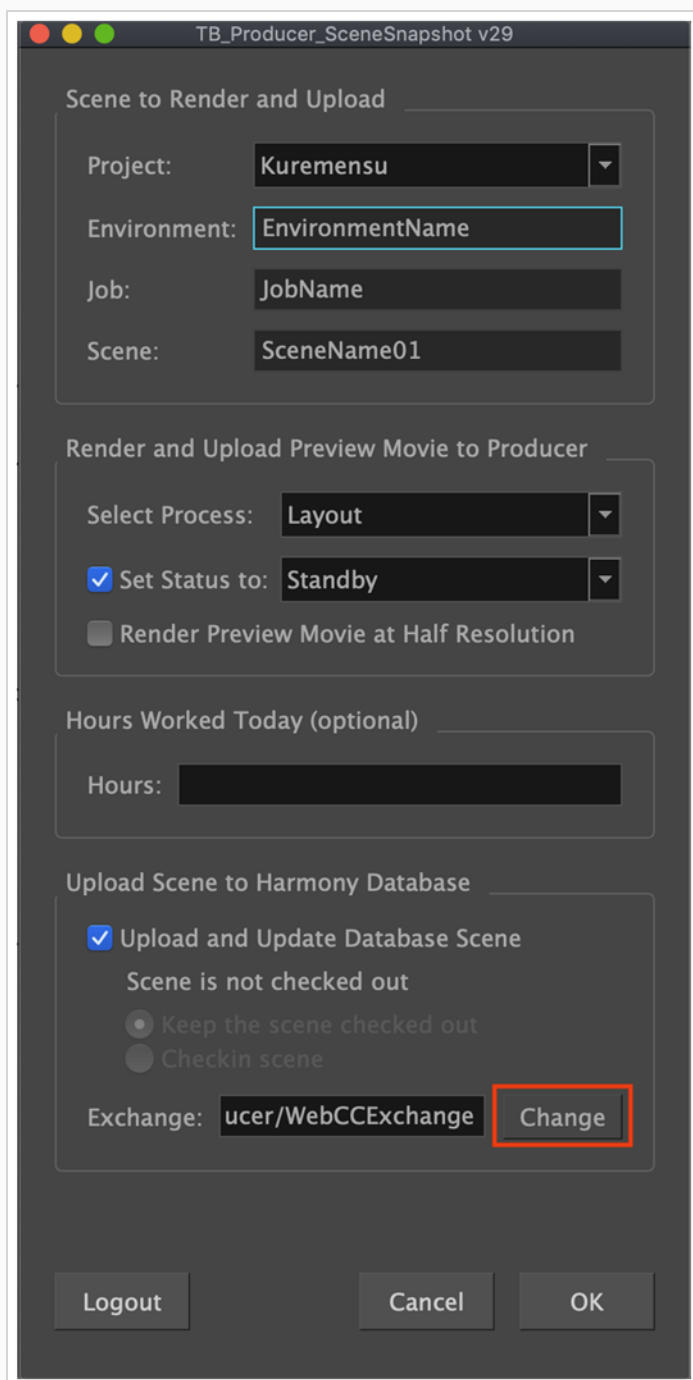 TB_Producer_SceneSnapshot v29
Scene to Render and Upload
Project: Kuremensu
Environment: EnvironmentName
Job: JobName
Scene: SceneName01
Render and Upload Preview Movie to Producer
Select Process: Layout
Set Status to: Standby
Render Preview Movie at Half Resolution
Hours Worked Today (optional)
Hours:
Upload Scene to Harmony Database
Upload and Update Database Scene
Scene is not checked out
Keep the scene checked out
Checkin scene
Exchange: ucer/WebCCExchange Change
Logout Cancel OK